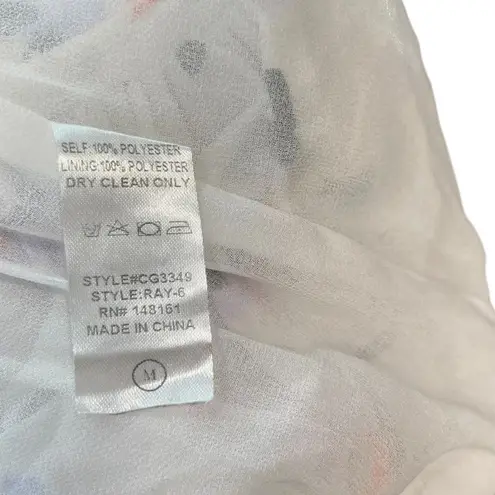 SELF:100% POLYESTER
LINING:100% POLYESTER
DRY CLEAN ONLY
STYLE#CG3349
STYLE:RAY-6
RN# 148161
MADE IN CHINA
M